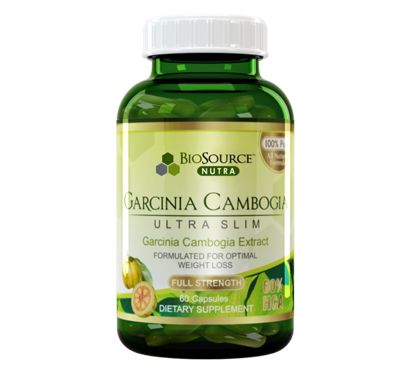 100%
BIOSOURCE
NUTRA
GARCINIA CAMBOGIA
ULTRA SLIM
Garcinia Cambogia Extract
FORMULATED FOR OPTIMAL
WEIGHT LOSS
FULL STRENGTH
60%
HCA
60 Capsules
DIETARY SUPPLEMENT